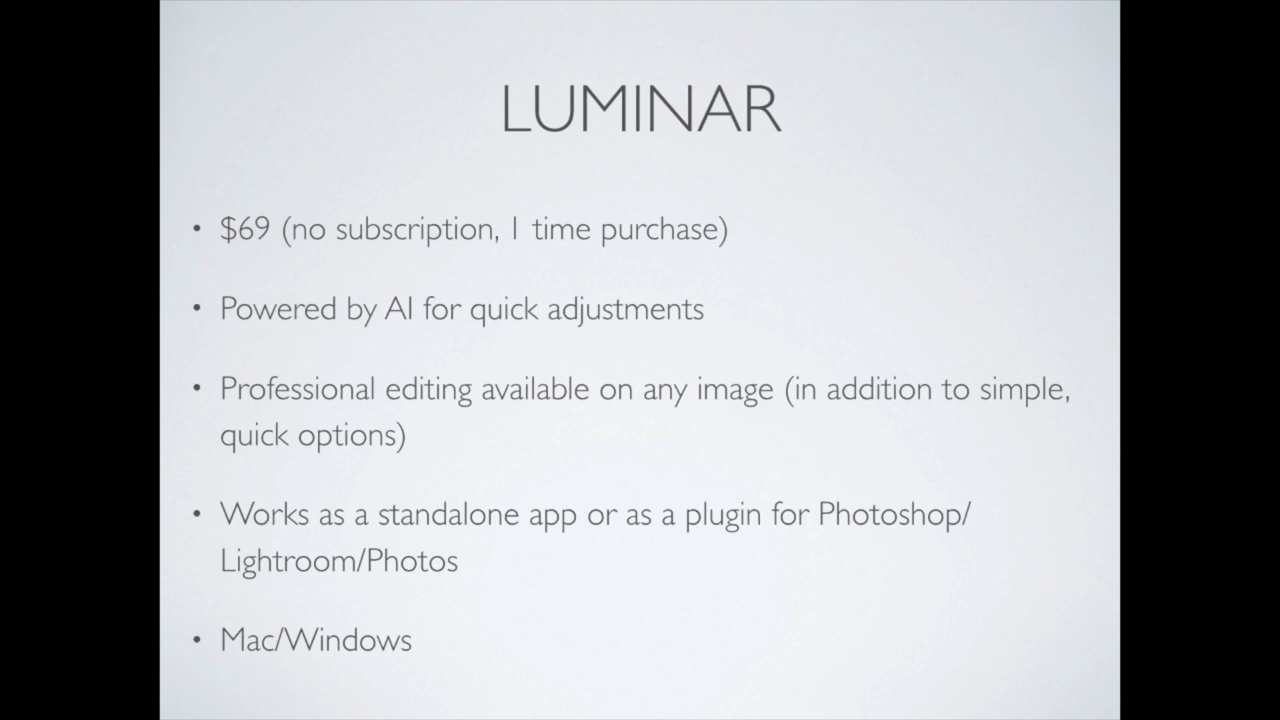 LUMINAR
• $69 (no subscription, 1 time purchase)
• Powered by AI for quick adjustments
• Professional editing available on any image (in addition to simple,
quick options)
• Works as a standalone app or as a plugin for Photoshop/
Lightroom/Photos
• Mac/Windows